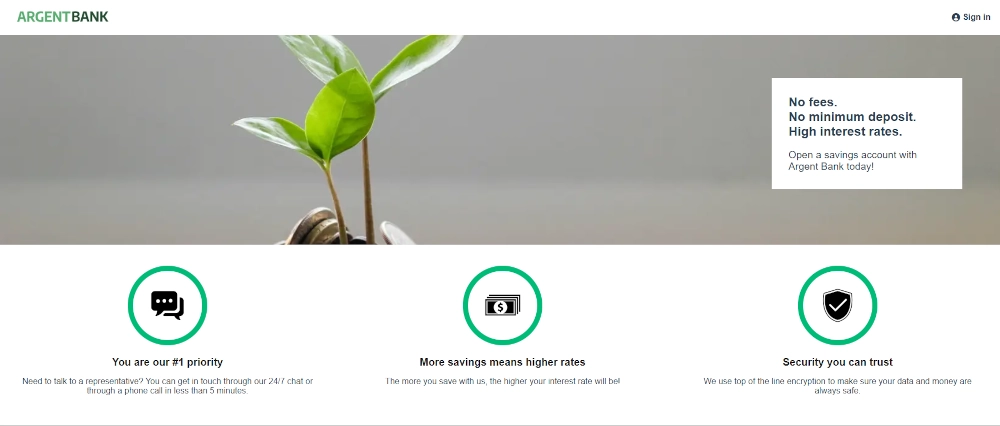 ARGENTBANK
Sign in
No fees.
No minimum deposit.
High interest rates.
Open a savings account with
Argent Bank today!
$
You are our #1 priority
Need to talk to a representative? You can get in touch through our 24/7 chat or
through a phone call in less than 5 minutes.
More savings means higher rates
The more you save with us, the higher your interest rate will be!
Security you can trust
We use top of the line encryption to make sure your data and money are
always safe.